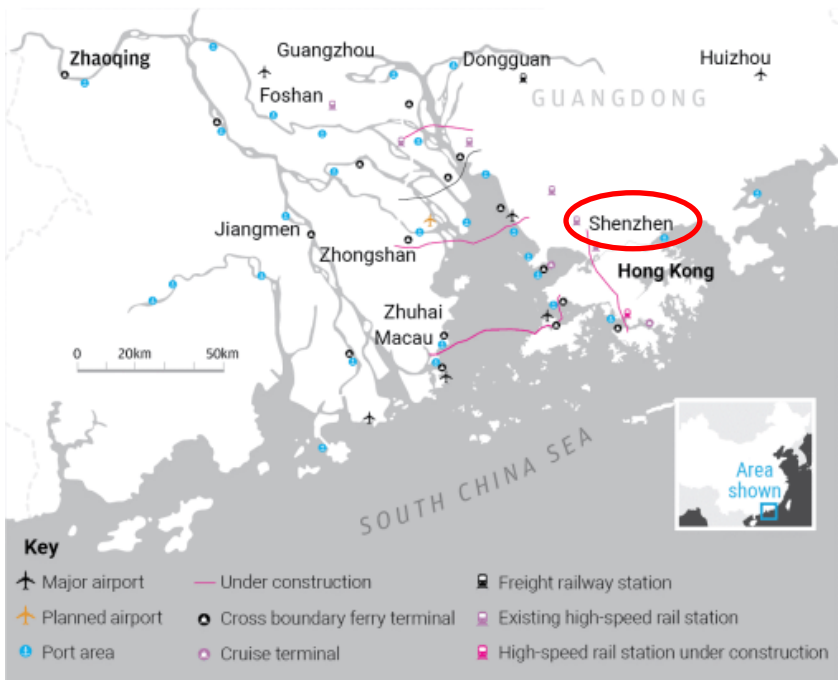 Guangzhou
Zhaoqing
Dongguan
Huizhou
Foshan
GUANGDONG
Shenzhen
Jiangmen
Zhongshan
Hong Kong
Zhuhai
Macau
0 20km 50km
SOUTH CHINA SEA
Area
shown
Key
Major airport
Under construction
Freight railway station
Planned airport
Cross boundary ferry terminal
Existing high-speed rail station
Port area
Cruise terminal
High-speed rail station under construction